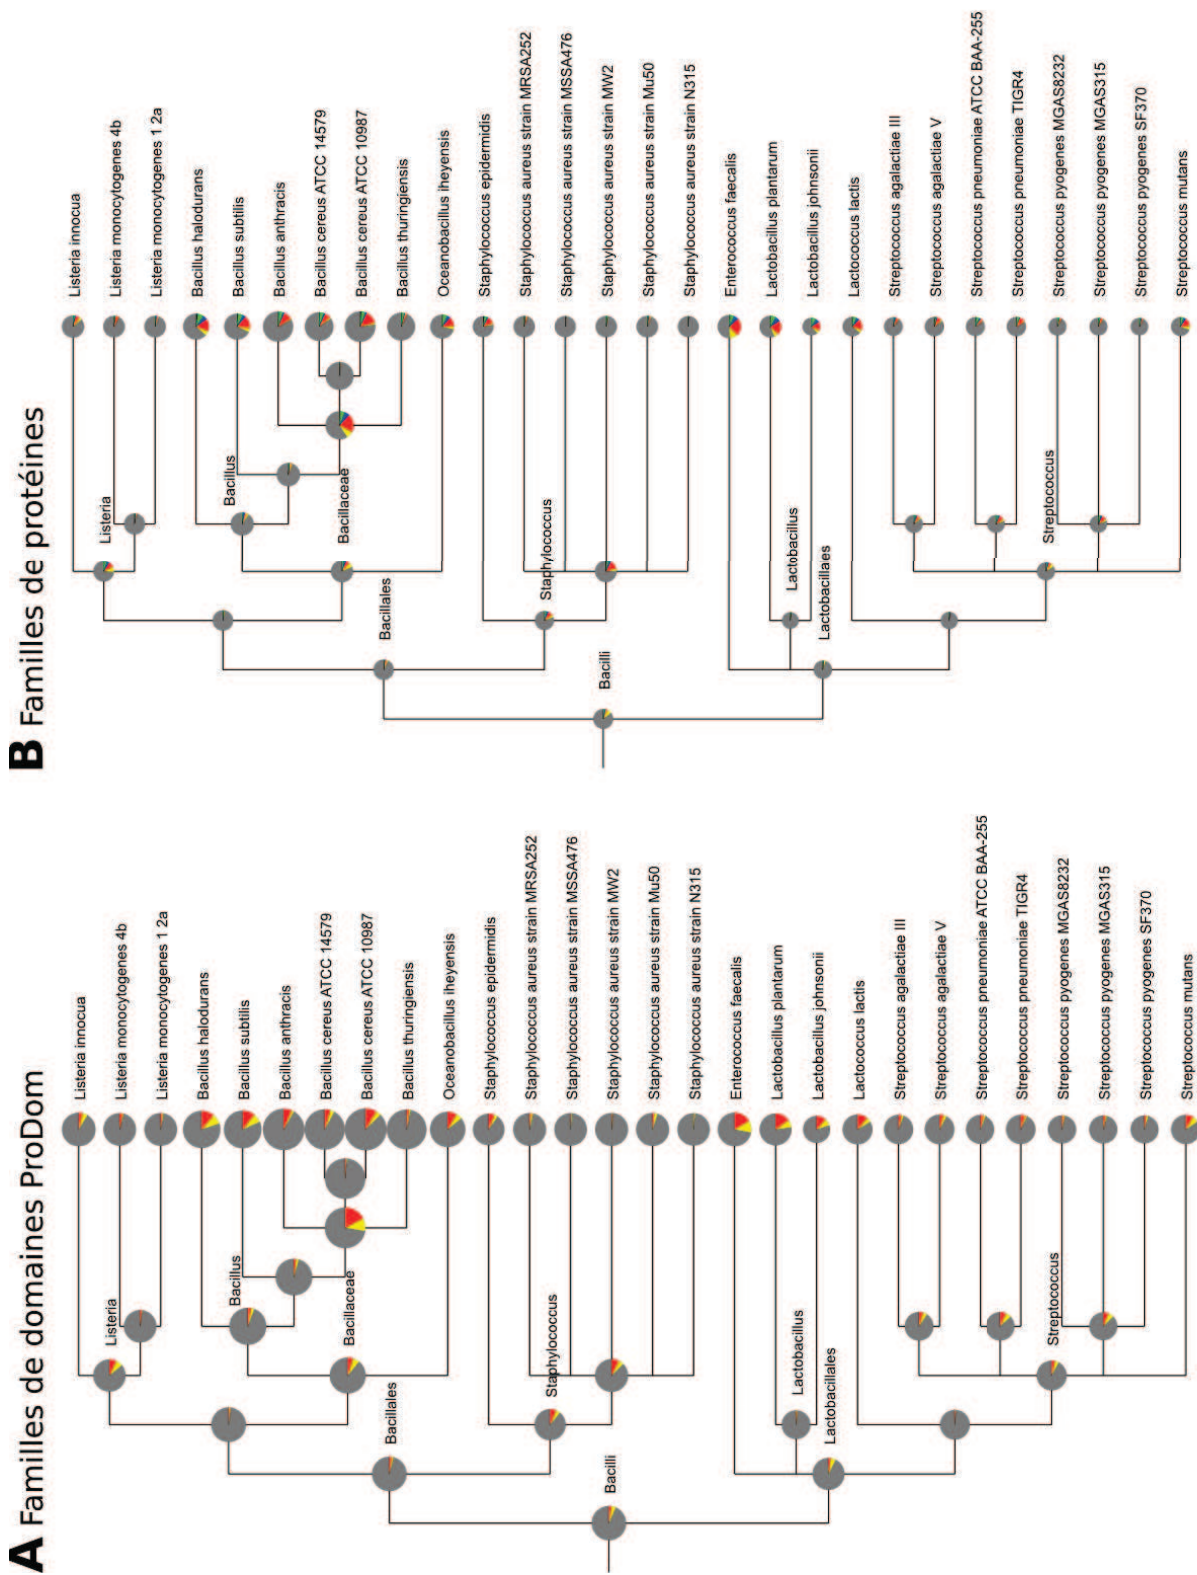 A Familles de domaines ProDom
Listeria innocua
Listeria monocytogenes 4b
Listeria monocytogenes 1 2a
Bacillus halodurans
Bacillus subtilis
Bacillus anthracis
Bacillus cereus ATCC 14579
Bacillus cereus ATCC 10987
Bacillus thuringiensis
Oceanobacillus iheyensis
Staphylococcus epidermidis
Staphylococcus aureus strain MRSA252
Staphylococcus aureus strain MSSA476
Staphylococcus aureus strain MW2
Staphylococcus aureus strain Mu50
Staphylococcus aureus strain N315
Enterococcus faecalis
Lactobacillus plantarum
Lactobacillus johnsonii
Lactococcus lactis
Streptococcus agalactiae III
Streptococcus agalactiae V
Streptococcus pneumoniae ATCC BAA-255
Streptococcus pneumoniae TIGR4
Streptococcus pyogenes MGAS8232
Streptococcus pyogenes MGAS315
Streptococcus pyogenes SF370
Streptococcus mutans
Listeria
Bacillus
Bacillaceae
Bacillales
Staphylococcus
Bacilli
Lactobacillus
Lactobacillales
Streptococcus
B Familles de protéines
Listeria innocua
Listeria monocytogenes 4b
Listeria monocytogenes 1 2a
Bacillus halodurans
Bacillus subtilis
Bacillus anthracis
Bacillus cereus ATCC 14579
Bacillus cereus ATCC 10987
Bacillus thuringiensis
Oceanobacillus iheyensis
Staphylococcus epidermidis
Staphylococcus aureus strain MRSA252
Staphylococcus aureus strain MSSA476
Staphylococcus aureus strain MW2
Staphylococcus aureus strain Mu50
Staphylococcus aureus strain N315
Enterococcus faecalis
Lactobacillus plantarum
Lactobacillus johnsonii
Lactococcus lactis
Streptococcus agalactiae III
Streptococcus agalactiae V
Streptococcus pneumoniae ATCC BAA-255
Streptococcus pneumoniae TIGR4
Streptococcus pyogenes MGAS8232
Streptococcus pyogenes MGAS315
Streptococcus pyogenes SF370
Streptococcus mutans
Listeria
Bacillus
Bacillaceae
Bacillales
Staphylococcus
Bacilli
Lactobacillus
Lactobacillaes
Streptococcus